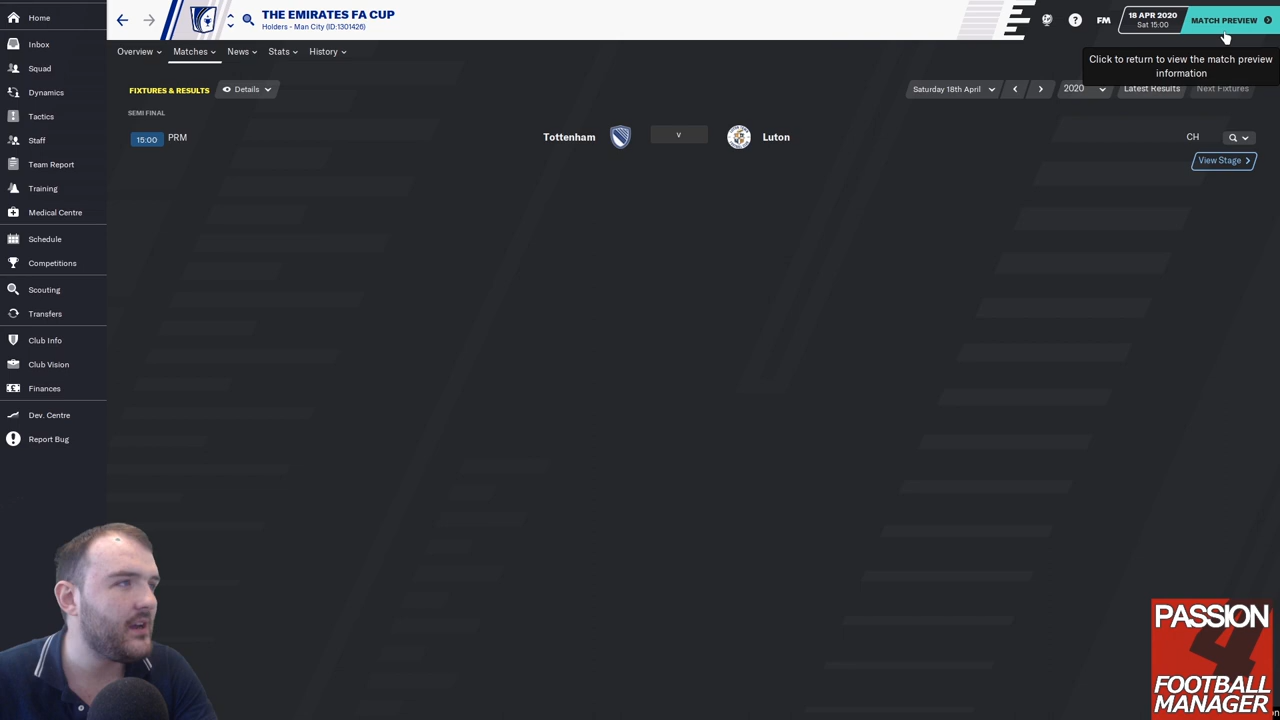 Home
Inbox
Squad
Dynamics
Tactics
Staff
Team Report
Training
Medical Centre
Schedule
Competitions
Scouting
Transfers
Club Info
Club Vision
Finances
Dev. Centre
Report Bug
THE EMIRATES FA CUP
Holders - Man City (ID:1301426)
FM
18 APR 2020
Sat 15:00
MATCH PREVIEW
Click to return to view the match preview
information
Overview
Matches
News
Stats
History
FIXTURES & RESULTS
Details
Saturday 18th April
2020
Latest Results
Next Fixtures
SEMI FINAL
15:00 PRM Tottenham v Luton CH
View Stage
PASSION
4
FOOTBALL
MANAGER